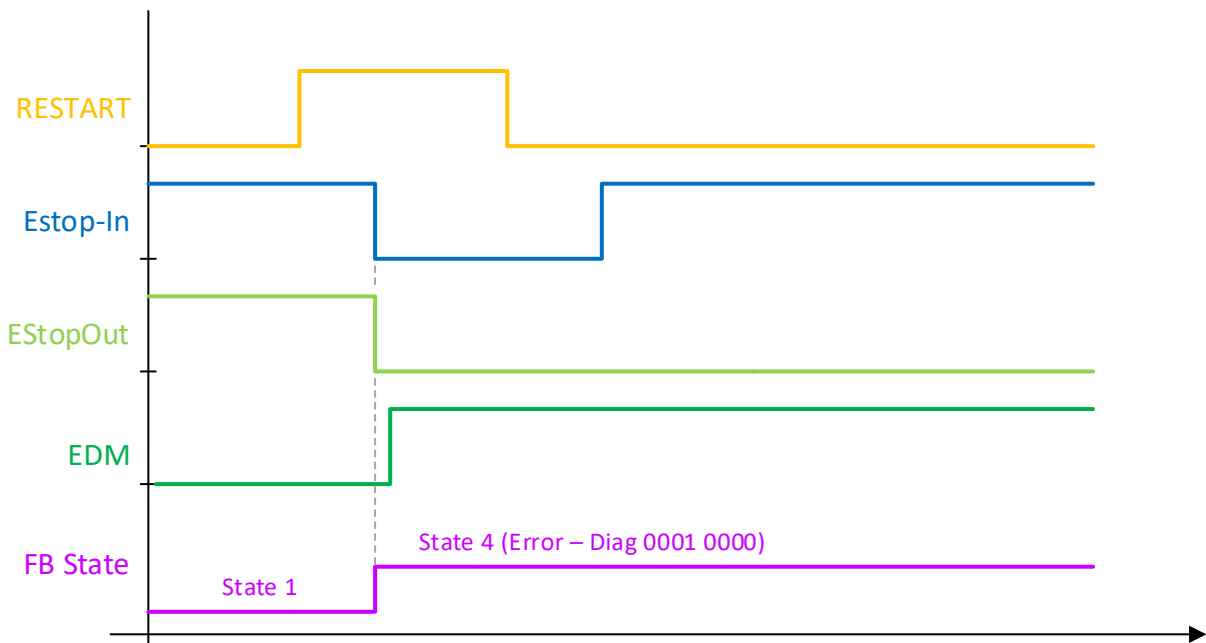 RESTART
Estop-In
EStopOut
EDM
State 4 (Error – Diag 0001 0000)
FB State
State 1